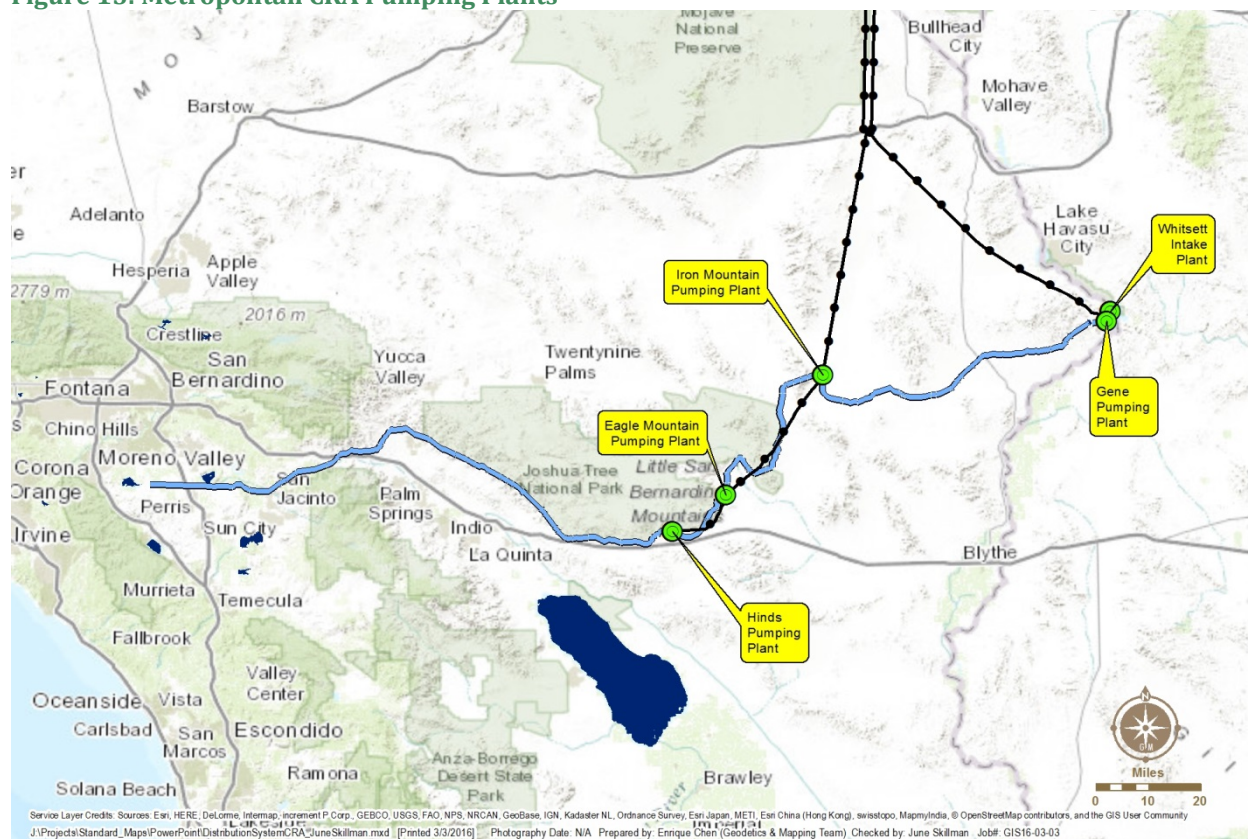 Figure 13. Metropolitan CRA Pumping Plants
Mojave
National
Preserve
Bullhead
City
M O J
Barstow
Mohave
Valley
Adelanto
Lake
Havasu
City
Whitsett
Intake
Plant
Hesperia
Apple
Valley
Iron Mountain
Pumping Plant
2779 m
2016 m
Crestline
San
Bernardino
Yucca
Valley
Twentynine
Palms
Fontana
Gene
Pumping
Plant
Chino Hills
Eagle Mountain
Pumping Plant
Corona
Moreno Valley
Orange
San
Jacinto
Joshua Tree
National Park
Little San
Bernardino
Mountains
Perris
Palm
Springs
Irvine
Sun City
Indio
La Quinta
Blythe
Murrieta
Temecula
Hinds
Pumping
Plant
Fallbrook
Valley
Center
Oceanside
Vista
Carlsbad
San
Marcos
Escondido
Anza-Borrego
Desert State
Park
Ramona
Brawley
Solana Beach
N
G M
Miles
0 10 20
Lakeside
Imperial
Service Layer Credits: Sources: Esri, HERE, DeLorme, Intermap, increment P Corp., GEBCO, USGS, FAO, NPS, NRCAN, GeoBase, IGN, Kadaster NL, Ordnance Survey, Esri Japan, METI, Esri China (Hong Kong), swisstopo, MapmyIndia, © OpenStreetMap contributors, and the GIS User Community
J:\Projects\Standard_Maps\PowerPoint\DistributionSystemCRA_JuneSkillman.mxd [Printed 3/3/2016] Photography Date: N/A Prepared by: Enrique Chen (Geodetics & Mapping Team) Checked by: June Skillman Job#: GIS16-03-03